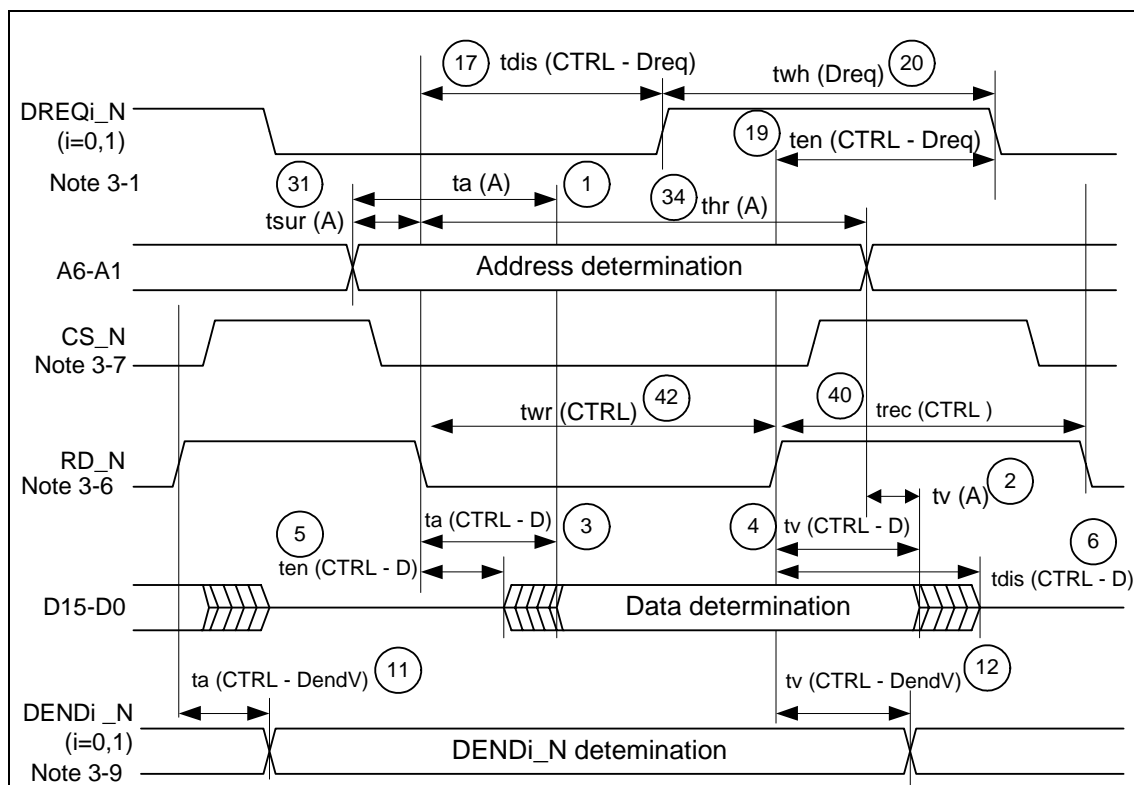 17 tdis (CTRL - Dreq) twh (Dreq) 20
DREQi_N
(i=0,1)
Note 3-1
19 ten (CTRL - Dreq)
31 ta (A) 1 34
tsur (A) thr (A)
A6-A1 Address determination
CS_N
Note 3-7
twr (CTRL) 42 40 trec (CTRL )
RD_N
Note 3-6
tv (A) 2
5 ta (CTRL - D) 3 4 tv (CTRL - D) 6
ten (CTRL - D) tdis (CTRL - D)
D15-D0 Data determination
ta (CTRL - DendV) 11 tv (CTRL - DendV) 12
DENDi _N
(i=0,1)
Note 3-9
DENDi_N detemination